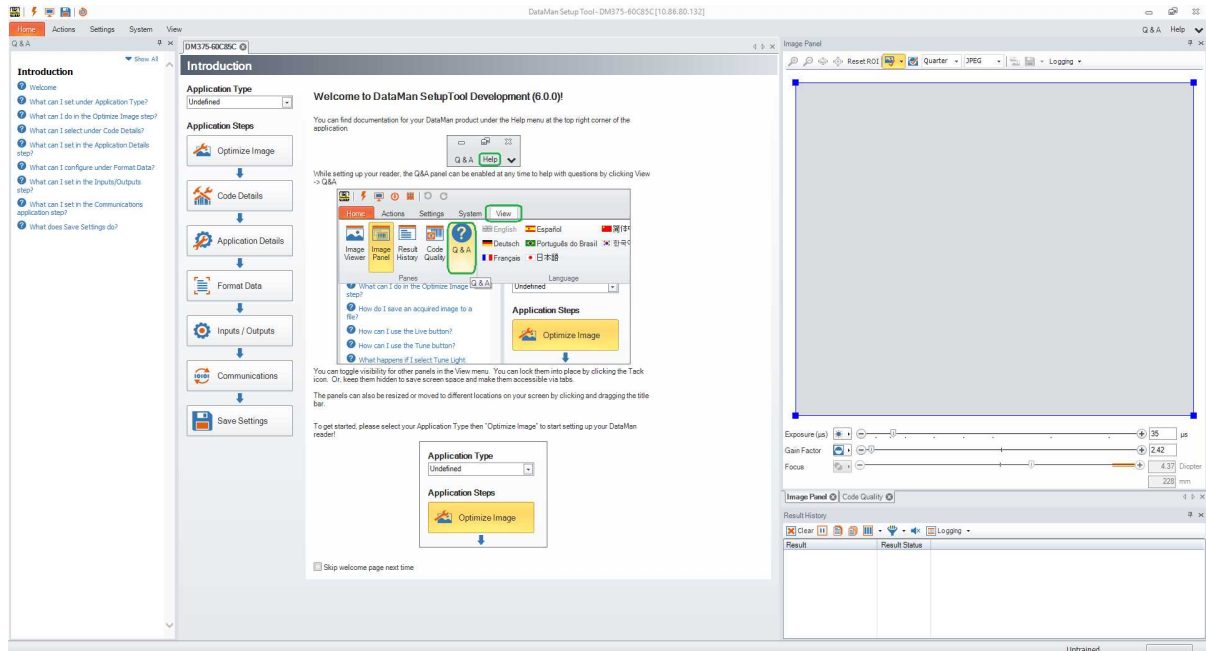 DataMan Setup Tool - DM375-60C85C [10.86.80.132]
Home Actions Settings System View
Q & A Help
Q & A
Show All
Introduction
Welcome
What can I set under Application Type?
What can I do in the Optimize Image step?
What can I select under Code Details?
What can I set in the Application Details
step?
What can I configure under Format Data?
What can I set in the Inputs/Outputs
step?
What can I set in the Communications
application step?
What does Save Settings do?
DM375-60C85C
Introduction
Application Type
Undefined
Application Steps
Optimize Image
Code Details
Application Details
Format Data
Inputs / Outputs
Communications
Save Settings
Welcome to DataMan SetupTool Development (6.0.0)!
You can find documentation for your DataMan product under the Help menu at the top right corner of the
application.
Q & A Help
While setting up your reader, the Q&A panel can be enabled at any time to help with questions by clicking View
-> Q&A
Home Actions Settings System View
Image Viewer
Image Panel
Result History
Code Quality
Q & A
English Español
Deutsch Português do Brasil
Français 日本語
Panes Language
Q & A
What can I do in the Optimize Image
step?
How do I save an acquired image to a
file?
How can I use the Live button?
How can I use the Tune button?
What happens if I select Tune Light
Undefined
Application Steps
Optimize Image
You can toggle visibility for other panels in the View menu. You can lock them into place by clicking the Tack
icon. Or, keep them hidden to save screen space and make them accessible via tabs.
The panels can also be resized or moved to different locations on your screen by clicking and dragging the title
bar.
To get started, please select your Application Type then "Optimize Image" to start setting up your DataMan
reader!
Application Type
Undefined
Application Steps
Optimize Image
Skip welcome page next time
Image Panel
Reset ROI Quarter JPEG Logging
Exposure (µs) 35 µs
Gain Factor 2.42
Focus 4.37 Diopter
228 mm
Image Panel Code Quality
Result History
Clear Logging
Result Result Status
Untrained